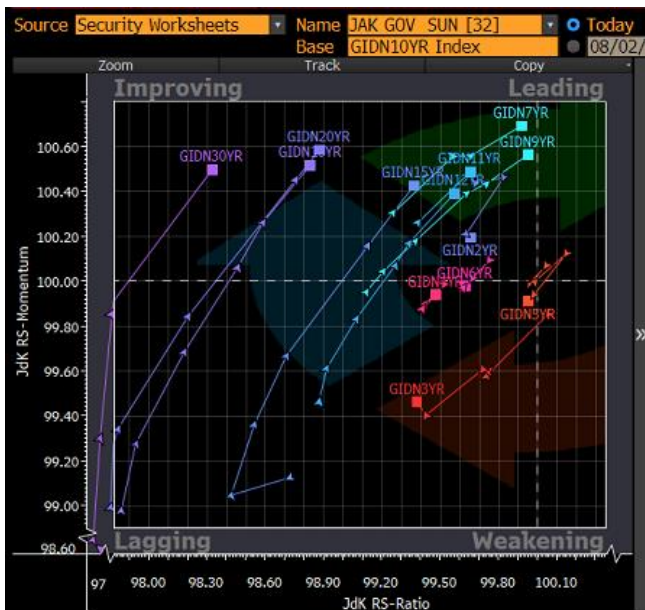 Source Security Worksheets Name JAK GOV SUN [32] Today
Base GIDN10YR Index 08/02/
Zoom Track Copy
Improving Leading
GIDN7YR
100.60 GIDN20YR
GIDN30YR GIDN9YR
GIDN11YR
100.40 GIDN15YR
100.20 GIDN2YR
100.00 GIDN6YR
99.80 GIDN5YR
99.60
GIDN3YR
99.40
99.20
99.00
98.60 Lagging Weakening
97 98.00 98.30 98.60 98.90 99.20 99.50 99.80 100.10
JdK RS-Momentum
JdK RS-Ratio
»